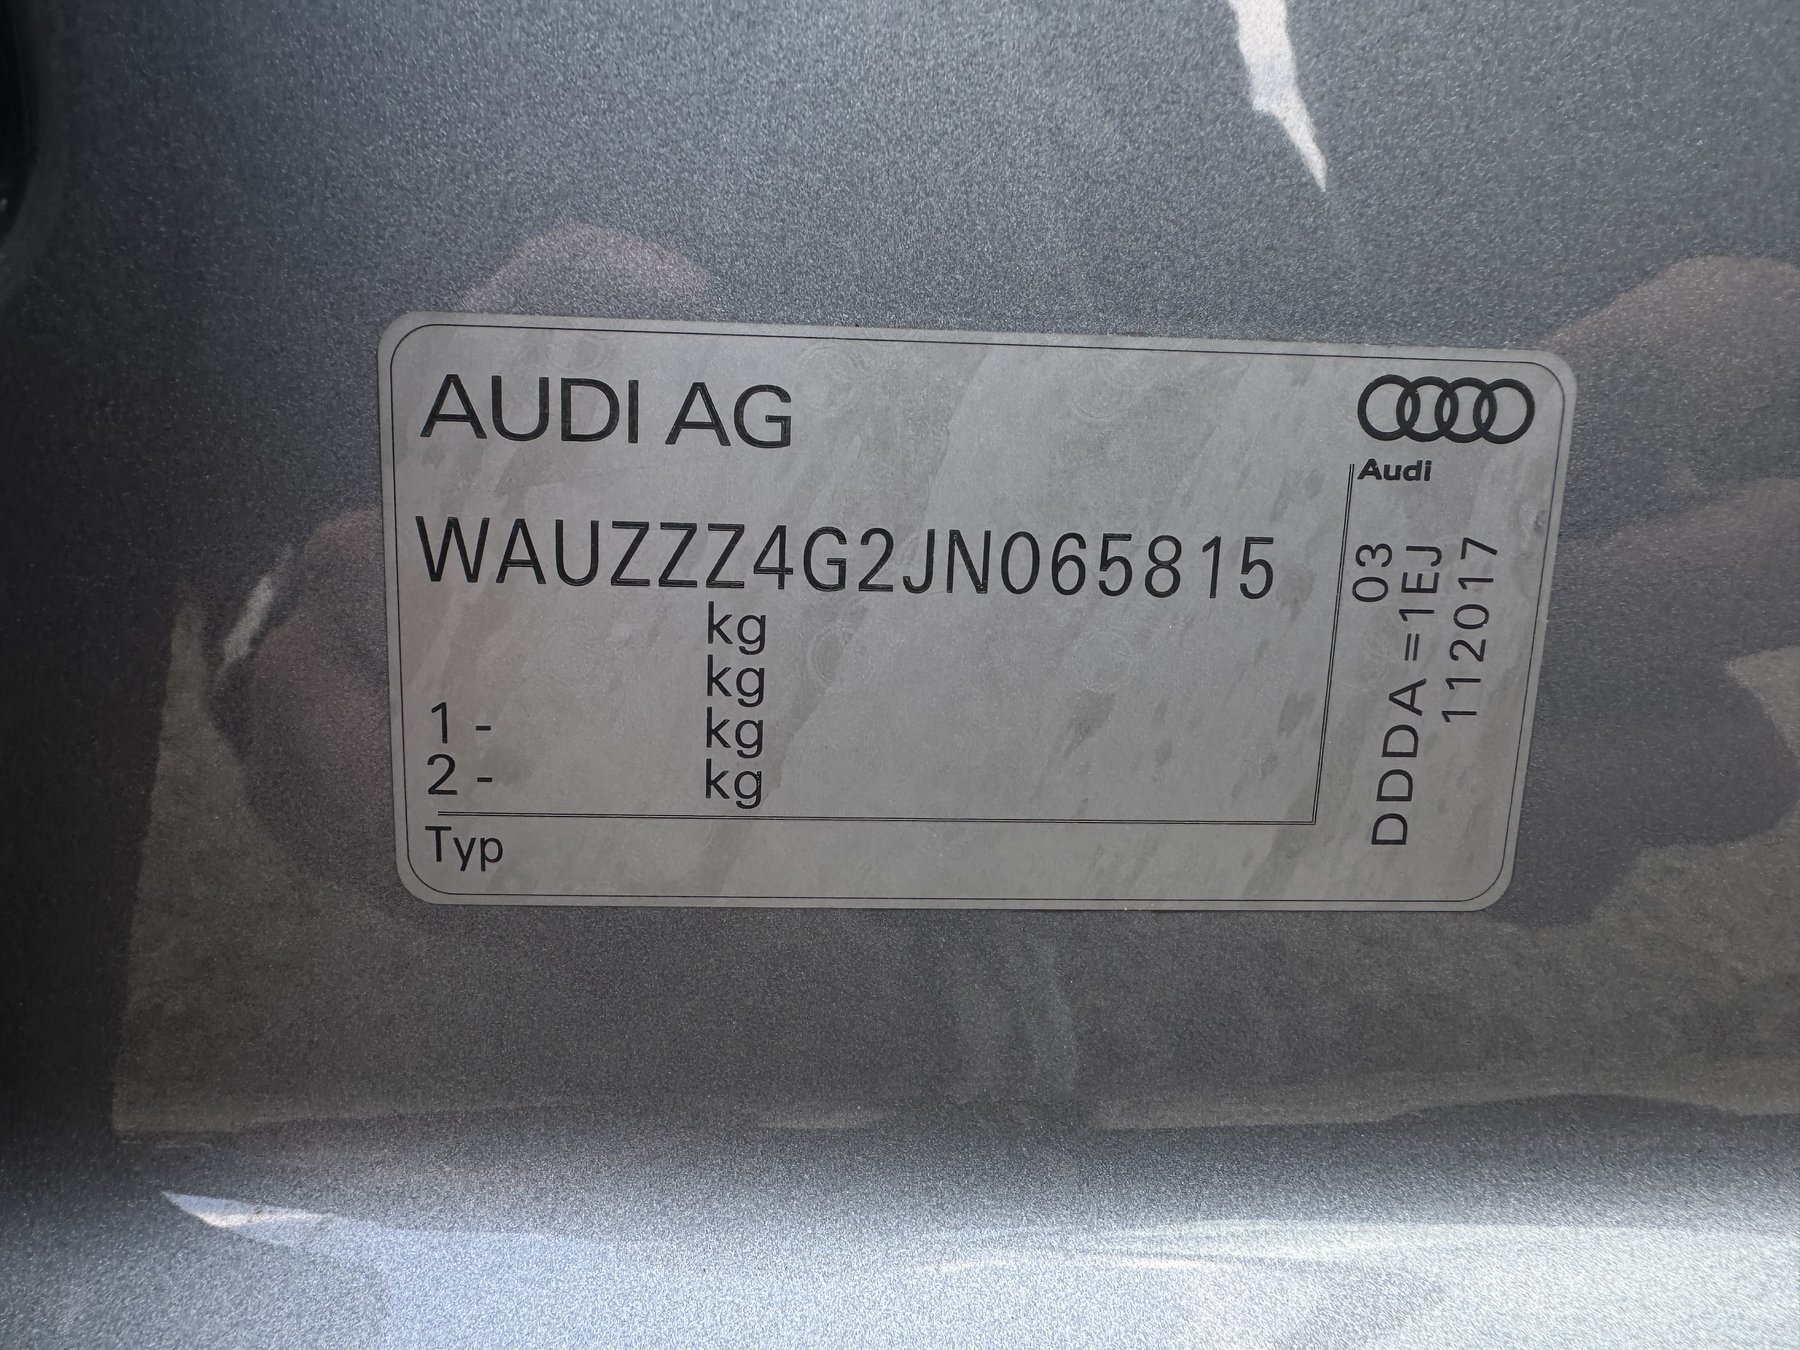 AUDI AG
Audi
WAUZZZ4G2JN065815
kg
kg
1 - kg
2 - kg
Typ
03
DDDA =1EJ
112017